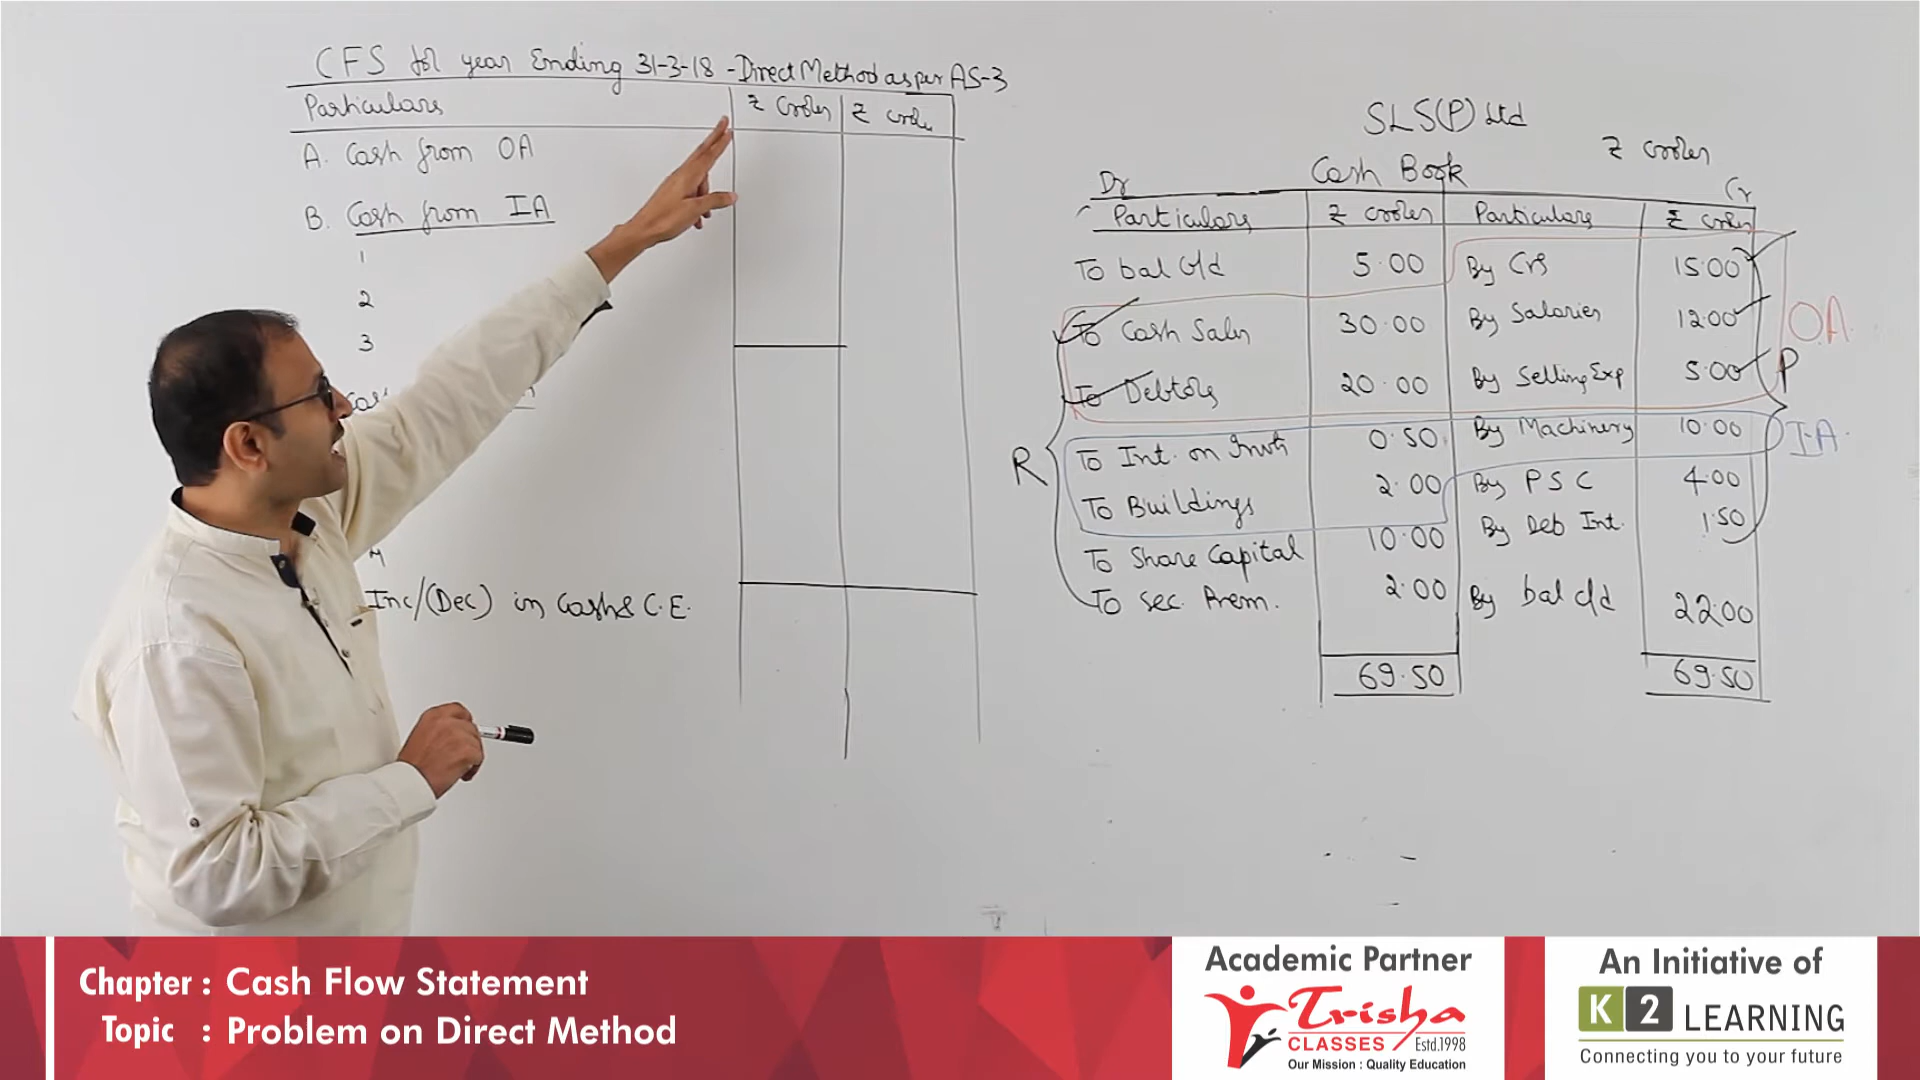 CFS for year Ending 31-3-18 - Direct Method as per AS-3
Particulars ₹ Crores ₹ Crores
A. Cash from OA
B. Cash from IA
1
2
3
4
Inc/(Dec) in Cash & C.E.
SLS(P) Ltd
Cash Book ₹ Crores
Dr Cr
Particulars ₹ Crores Particulars ₹ Crores
To bal b/d 5.00 By Crs 15.00
To Cash Sales 30.00 By Salaries 12.00 O.A.
To Debtors 20.00 By Selling Exp 5.00 P
R To Int. on Invts 0.50 By Machinery 10.00 I.A.
To Buildings 2.00 By PSC 4.00
To Share Capital 10.00 By Deb Int. 1.50
To Sec. Prem. 2.00 By bal c/d 22.00
69.50 69.50
Chapter : Cash Flow Statement
Topic : Problem on Direct Method
Academic Partner
Trisha
CLASSES Estd.1998
Our Mission : Quality Education
An Initiative of
K2 LEARNING
Connecting you to your future